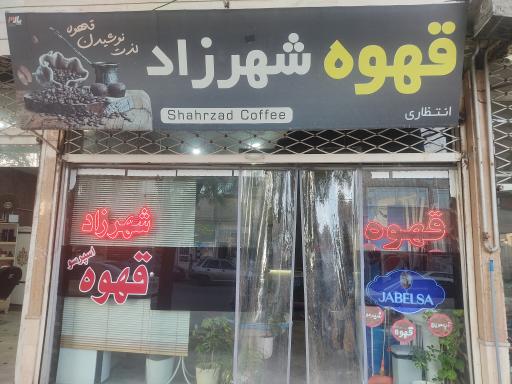 لذت نوشیدن قهوه
قهوه شهرزاد
Shahrzad Coffee
انتظاری
شهرزاد
قهوه
اسپرسو
قهوه
JABELSA
قهوه